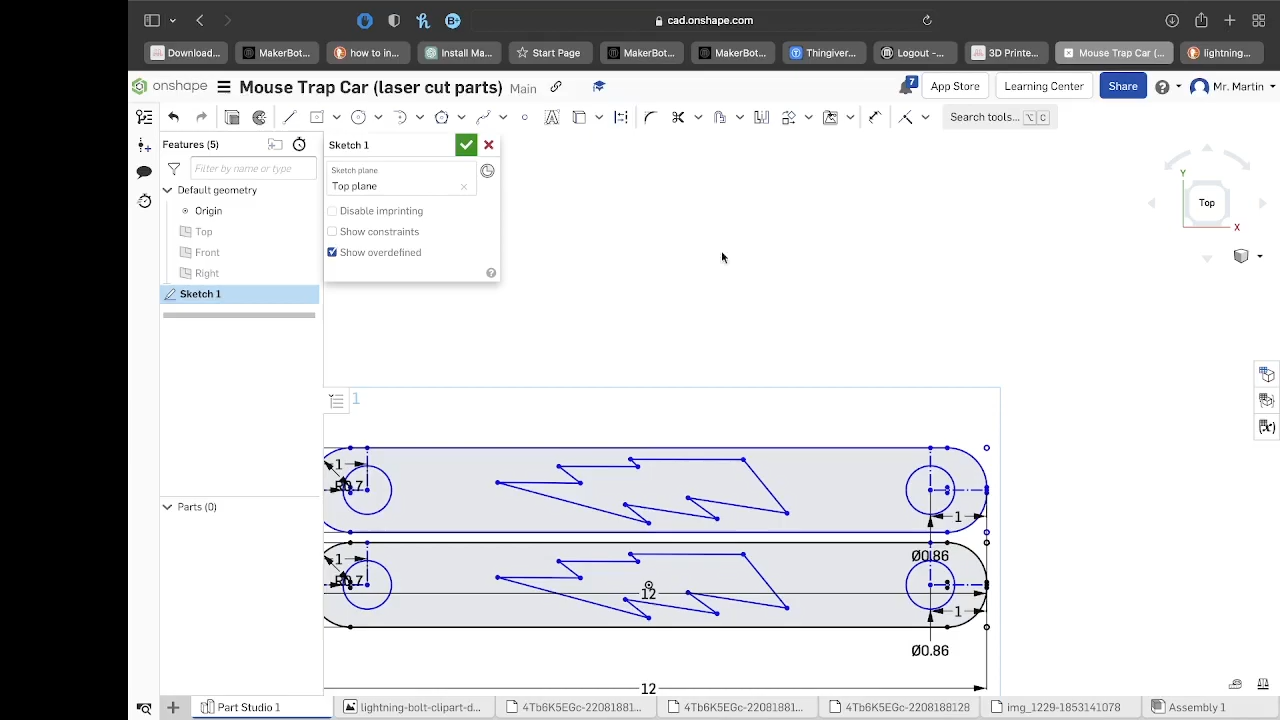 cad.onshape.com
Download...
MakerBot...
how to in...
Install Ma...
Start Page
MakerBot...
MakerBot...
Thingiver...
Logout –...
3D Printe...
Mouse Trap Car (...
lightning...
onshape
Mouse Trap Car (laser cut parts)
Main
7
App Store
Learning Center
Share
Mr. Martin
Search tools...
⌥ C
Features (5)
Filter by name or type
Default geometry
Origin
Top
Front
Right
Sketch 1
Parts (0)
Sketch 1
Sketch plane
Top plane
Disable imprinting
Show constraints
Show overdefined
Y
Top
X
1
1
R0.7
1
Ø0.86
1
R0.7
12
1
Ø0.86
12
Part Studio 1
lightning-bolt-clipart-d...
4Tb6K5EGc-22081881...
4Tb6K5EGc-22081881...
4Tb6K5EGc-2208188128
img_1229-1853141078
Assembly 1